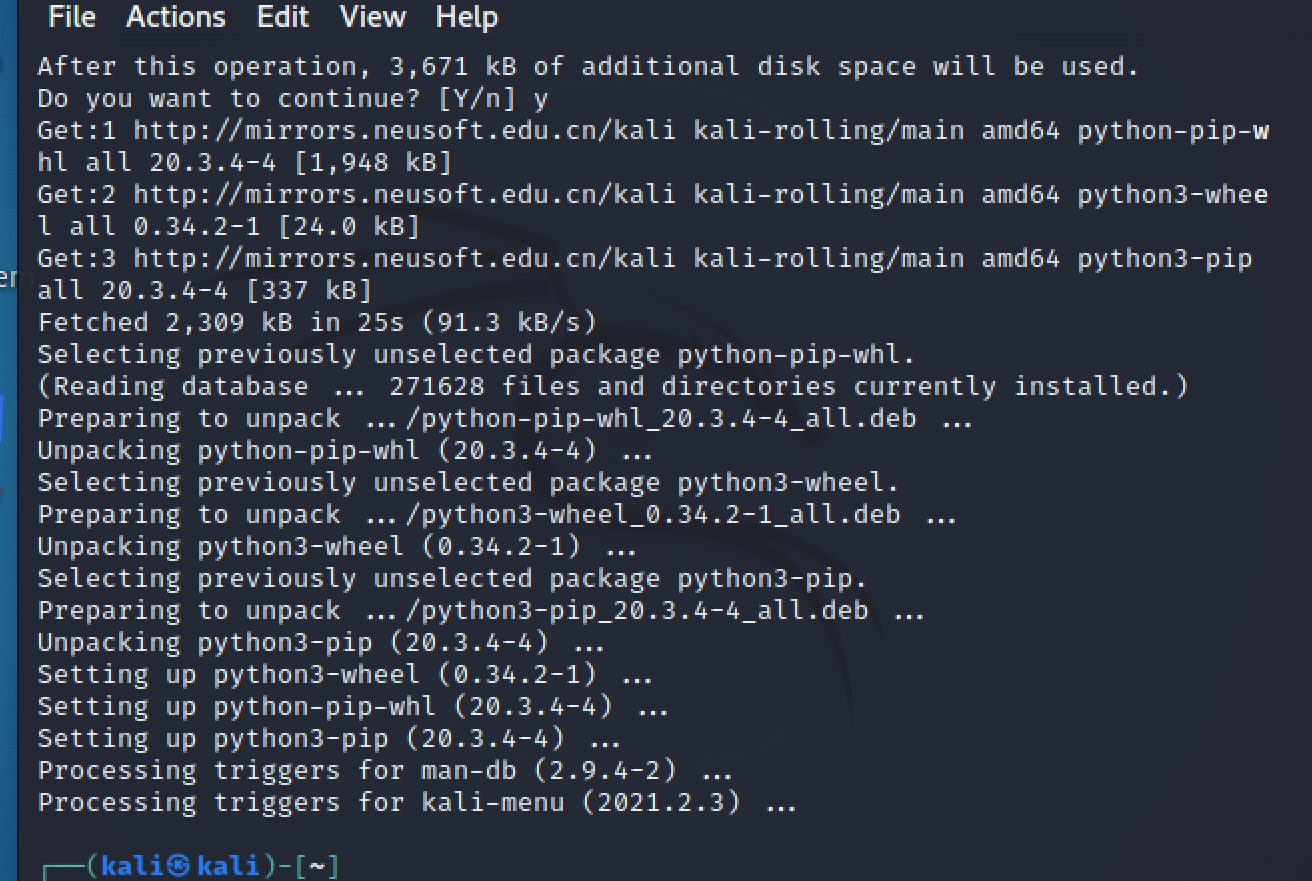 File Actions Edit View Help
After this operation, 3,671 kB of additional disk space will be used.
Do you want to continue? [Y/n] y
Get:1 http://mirrors.neusoft.edu.cn/kali kali-rolling/main amd64 python-pip-w
hl all 20.3.4-4 [1,948 kB]
Get:2 http://mirrors.neusoft.edu.cn/kali kali-rolling/main amd64 python3-whee
l all 0.34.2-1 [24.0 kB]
Get:3 http://mirrors.neusoft.edu.cn/kali kali-rolling/main amd64 python3-pip
all 20.3.4-4 [337 kB]
Fetched 2,309 kB in 25s (91.3 kB/s)
Selecting previously unselected package python-pip-whl.
(Reading database ... 271628 files and directories currently installed.)
Preparing to unpack .../python-pip-whl_20.3.4-4_all.deb ...
Unpacking python-pip-whl (20.3.4-4) ...
Selecting previously unselected package python3-wheel.
Preparing to unpack .../python3-wheel_0.34.2-1_all.deb ...
Unpacking python3-wheel (0.34.2-1) ...
Selecting previously unselected package python3-pip.
Preparing to unpack .../python3-pip_20.3.4-4_all.deb ...
Unpacking python3-pip (20.3.4-4) ...
Setting up python3-wheel (0.34.2-1) ...
Setting up python-pip-whl (20.3.4-4) ...
Setting up python3-pip (20.3.4-4) ...
Processing triggers for man-db (2.9.4-2) ...
Processing triggers for kali-menu (2021.2.3) ...
┌──(kali㉿kali)-[~]